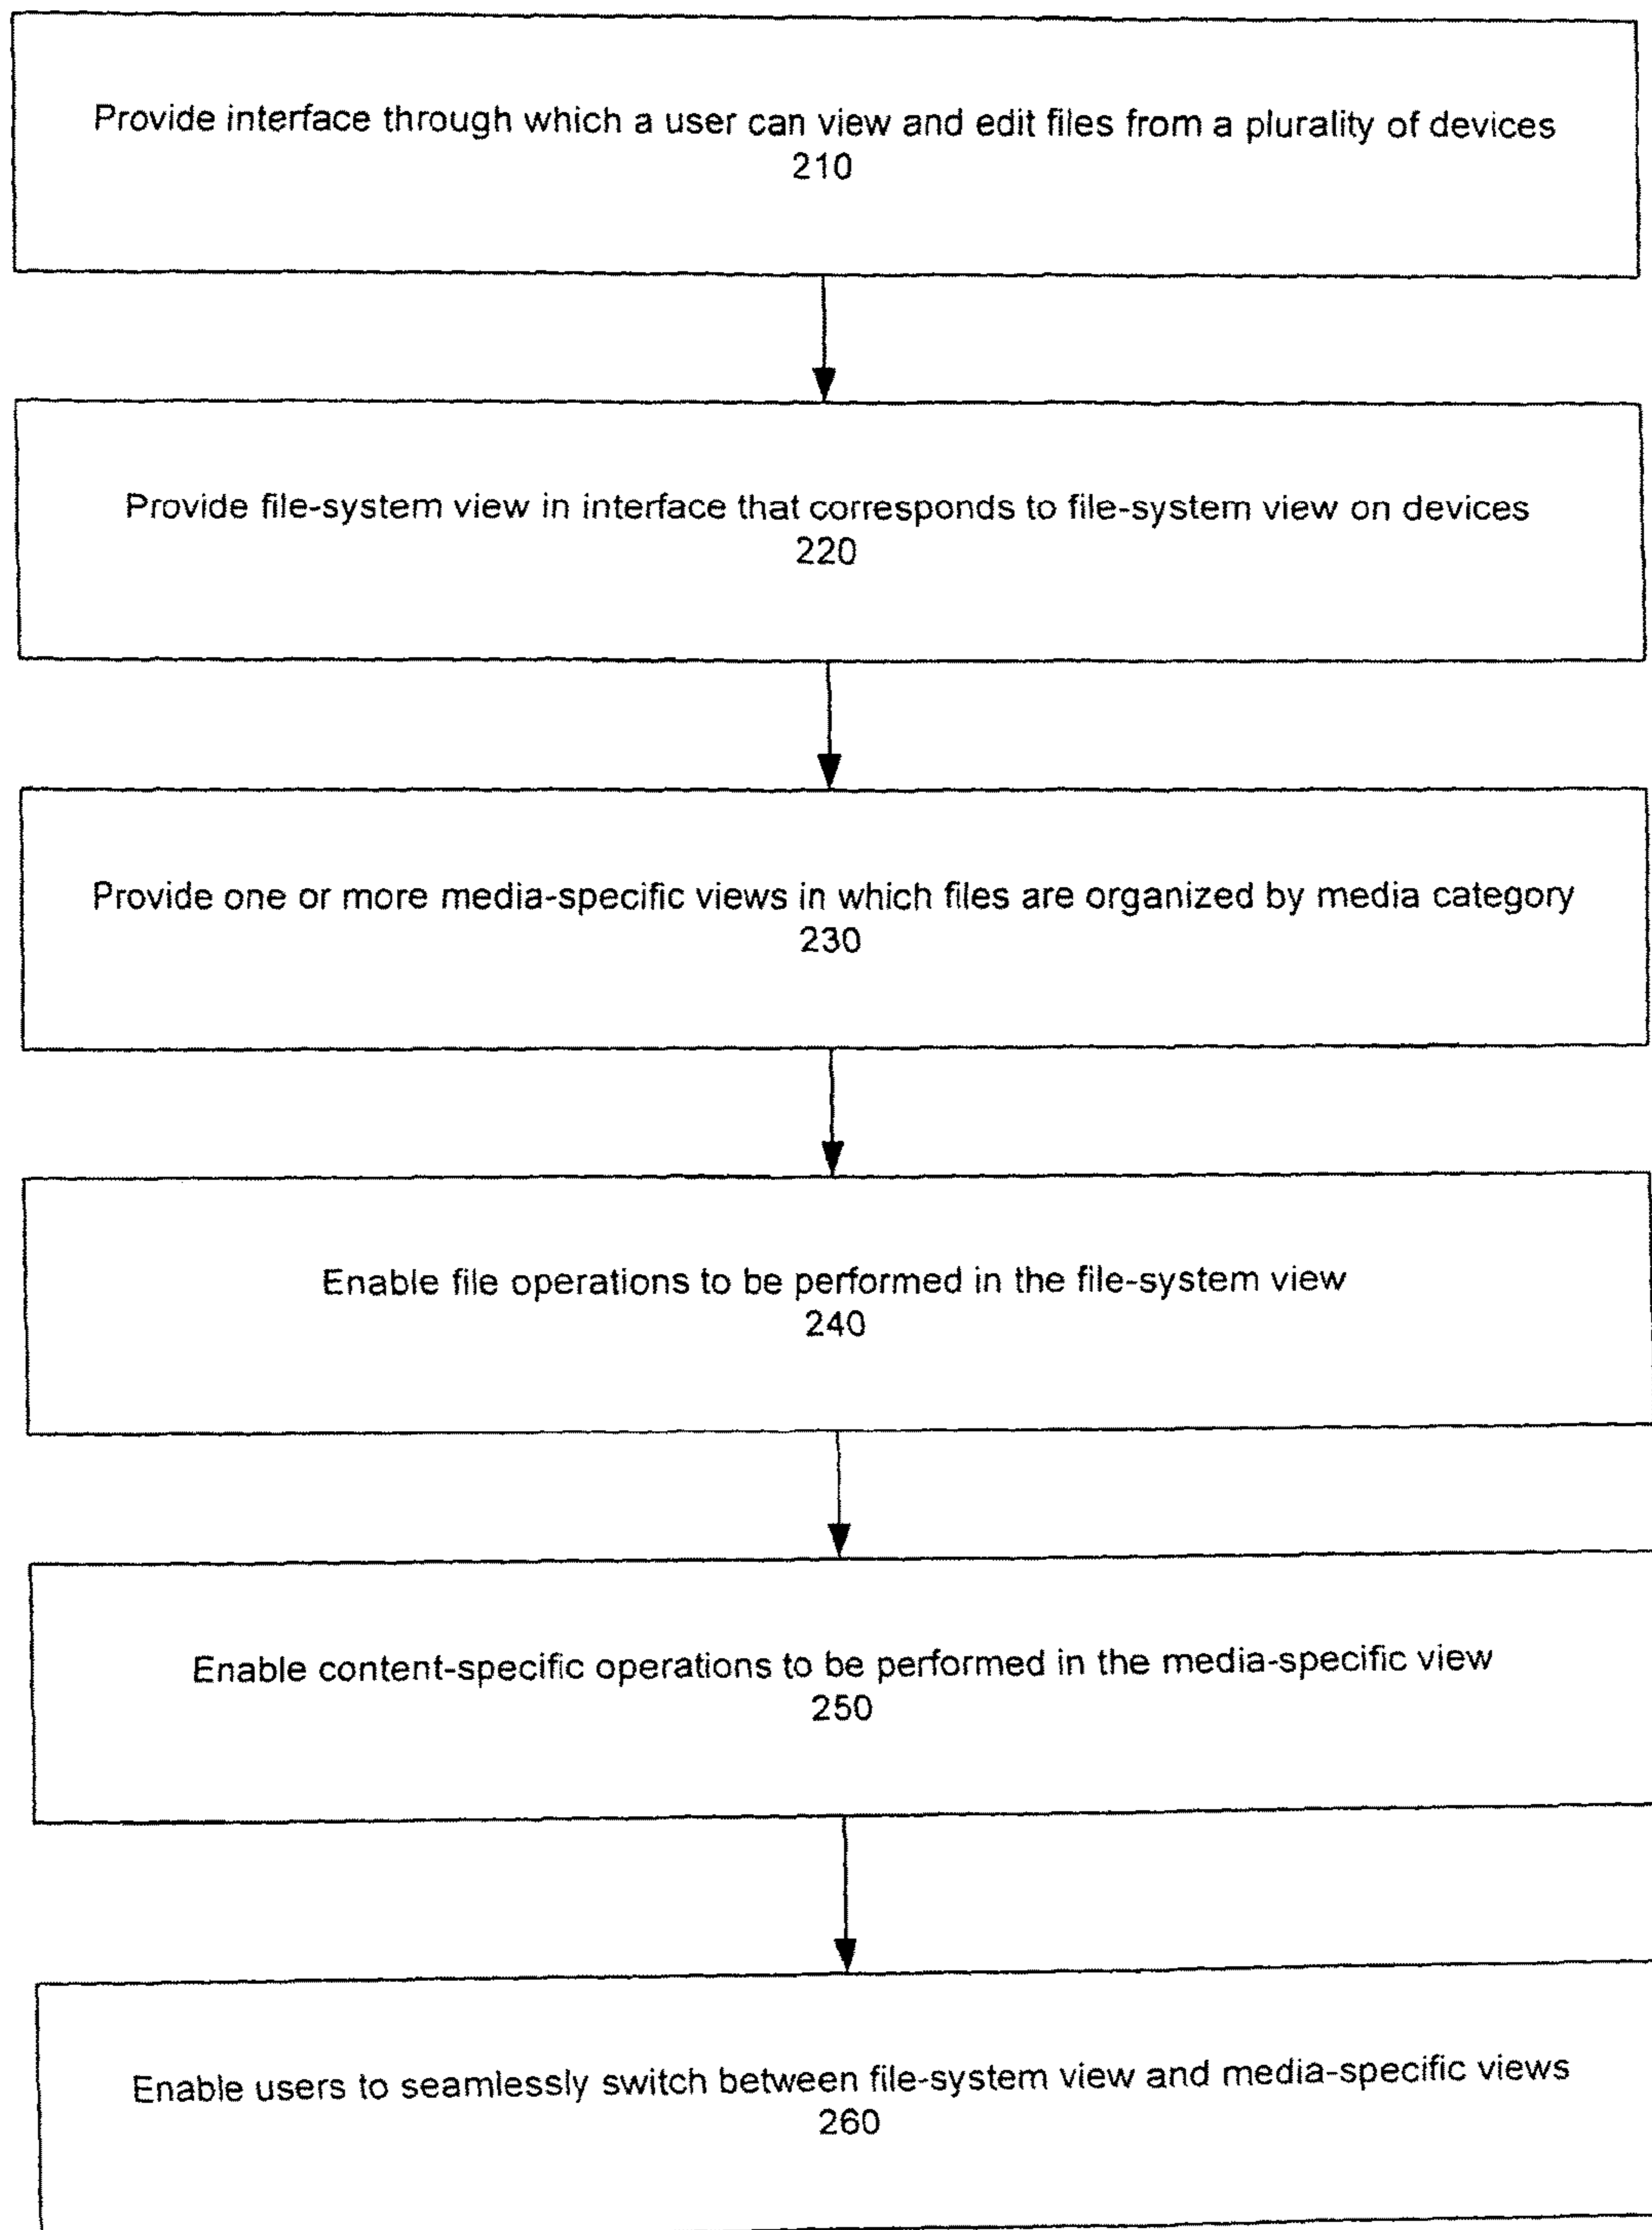 Provide interface through which a user can view and edit files from a plurality of devices
210
Provide file-system view in interface that corresponds to file-system view on devices
220
Provide one or more media-specific views in which files are organized by media category
230
Enable file operations to be performed in the file-system view
240
Enable content-specific operations to be performed in the media-specific view
250
Enable users to seamlessly switch between file-system view and media-specific views
260